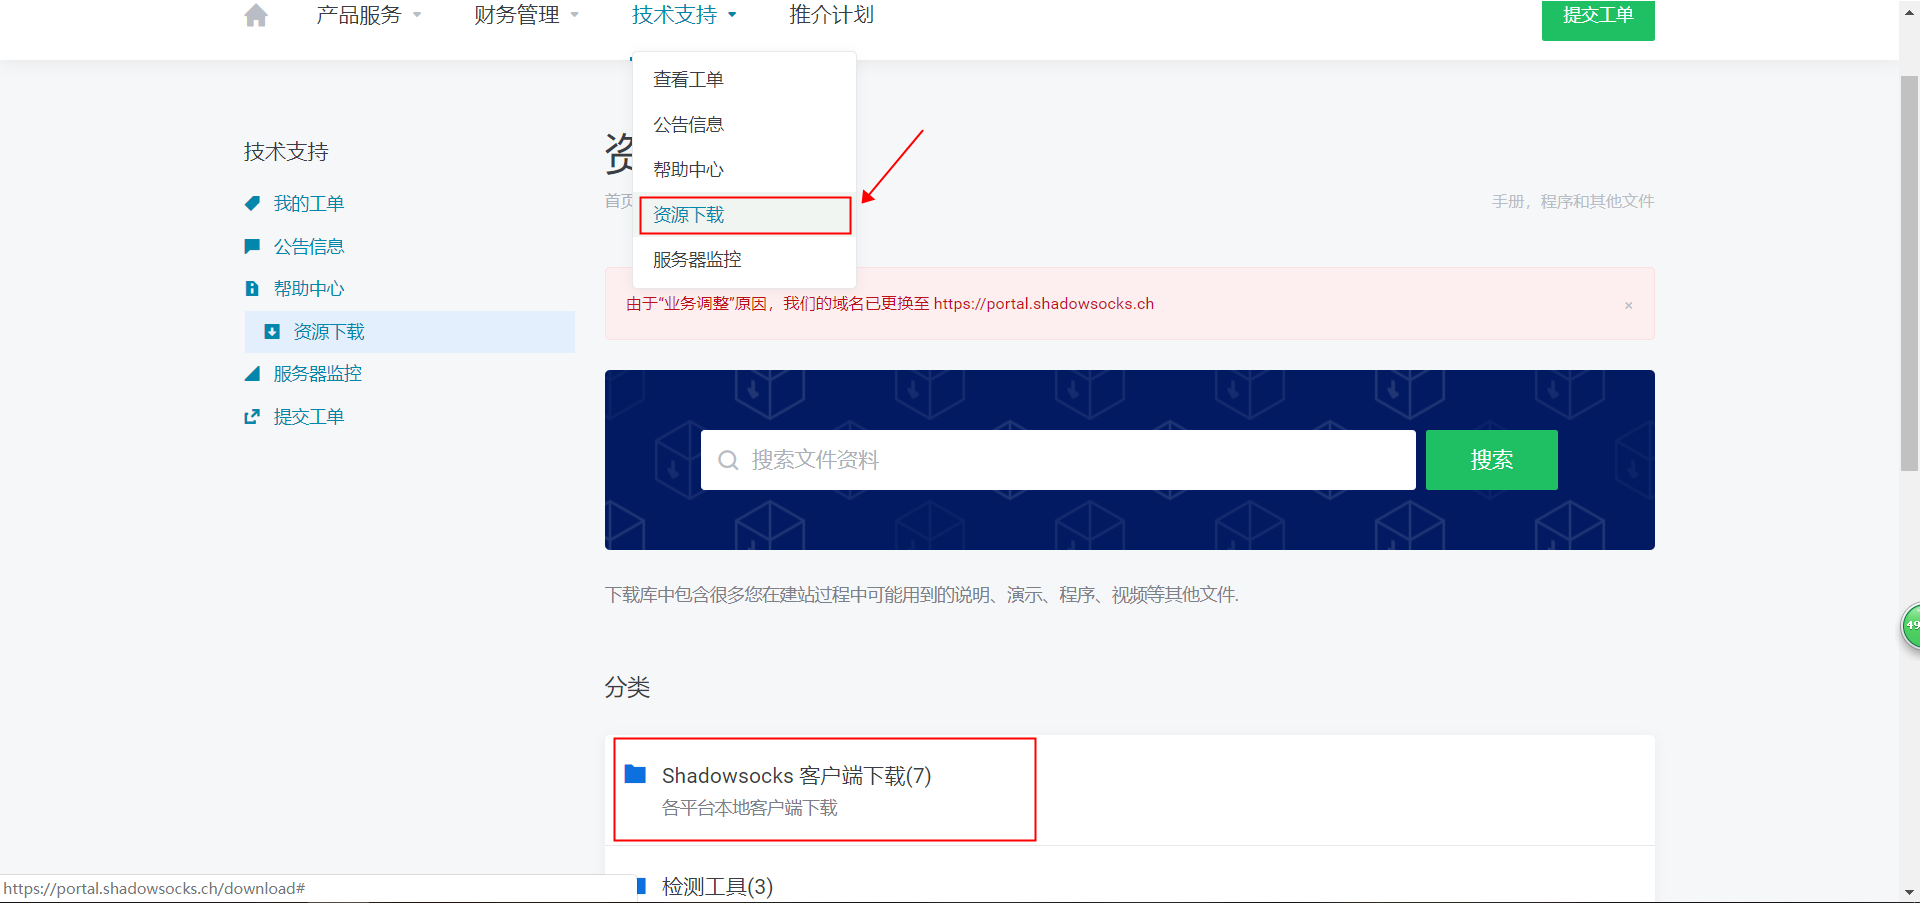 产品服务
财务管理
技术支持
推介计划
提交工单
查看工单
公告信息
帮助中心
资源下载
服务器监控
技术支持
我的工单
公告信息
帮助中心
资源下载
服务器监控
提交工单
资
首页
手册，程序和其他文件
由于“业务调整”原因，我们的域名已更换至 https://portal.shadowsocks.ch
×
搜索文件资料
搜索
下载库中包含很多您在建站过程中可能用到的说明、演示、程序、视频等其他文件.
分类
Shadowsocks 客户端下载(7)
各平台本地客户端下载
检测工具(3)
https://portal.shadowsocks.ch/download#
49